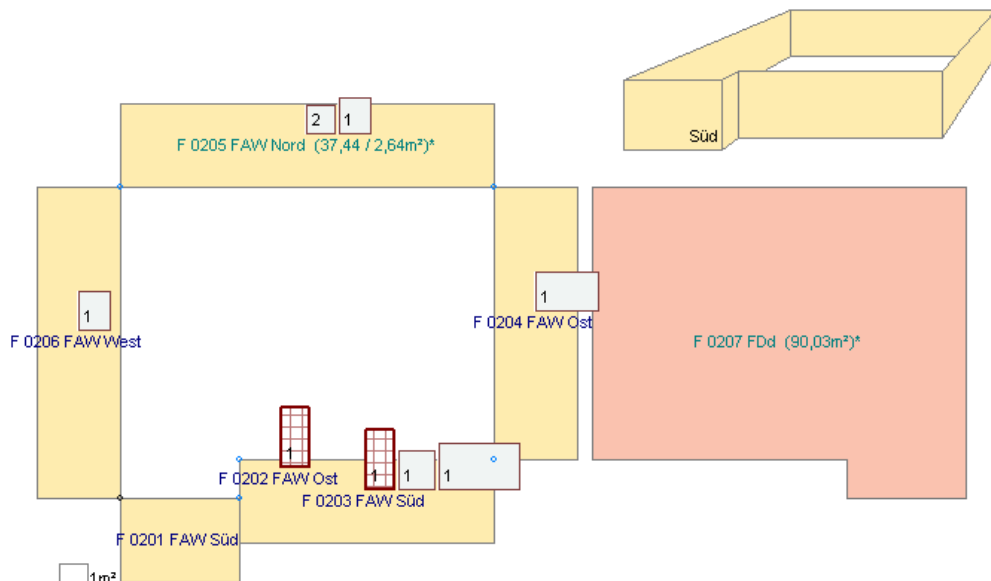 2
1
F 0205 FAW Nord (37,44 / 2,64m²)*
Süd
1
F 0206 FAW West
1
F 0204 FAW Ost
F 0207 FDd (90,03m²)*
1
F 0202 FAW Ost
1
1
1
F 0203 FAW Süd
F 0201 FAW Süd
1m²